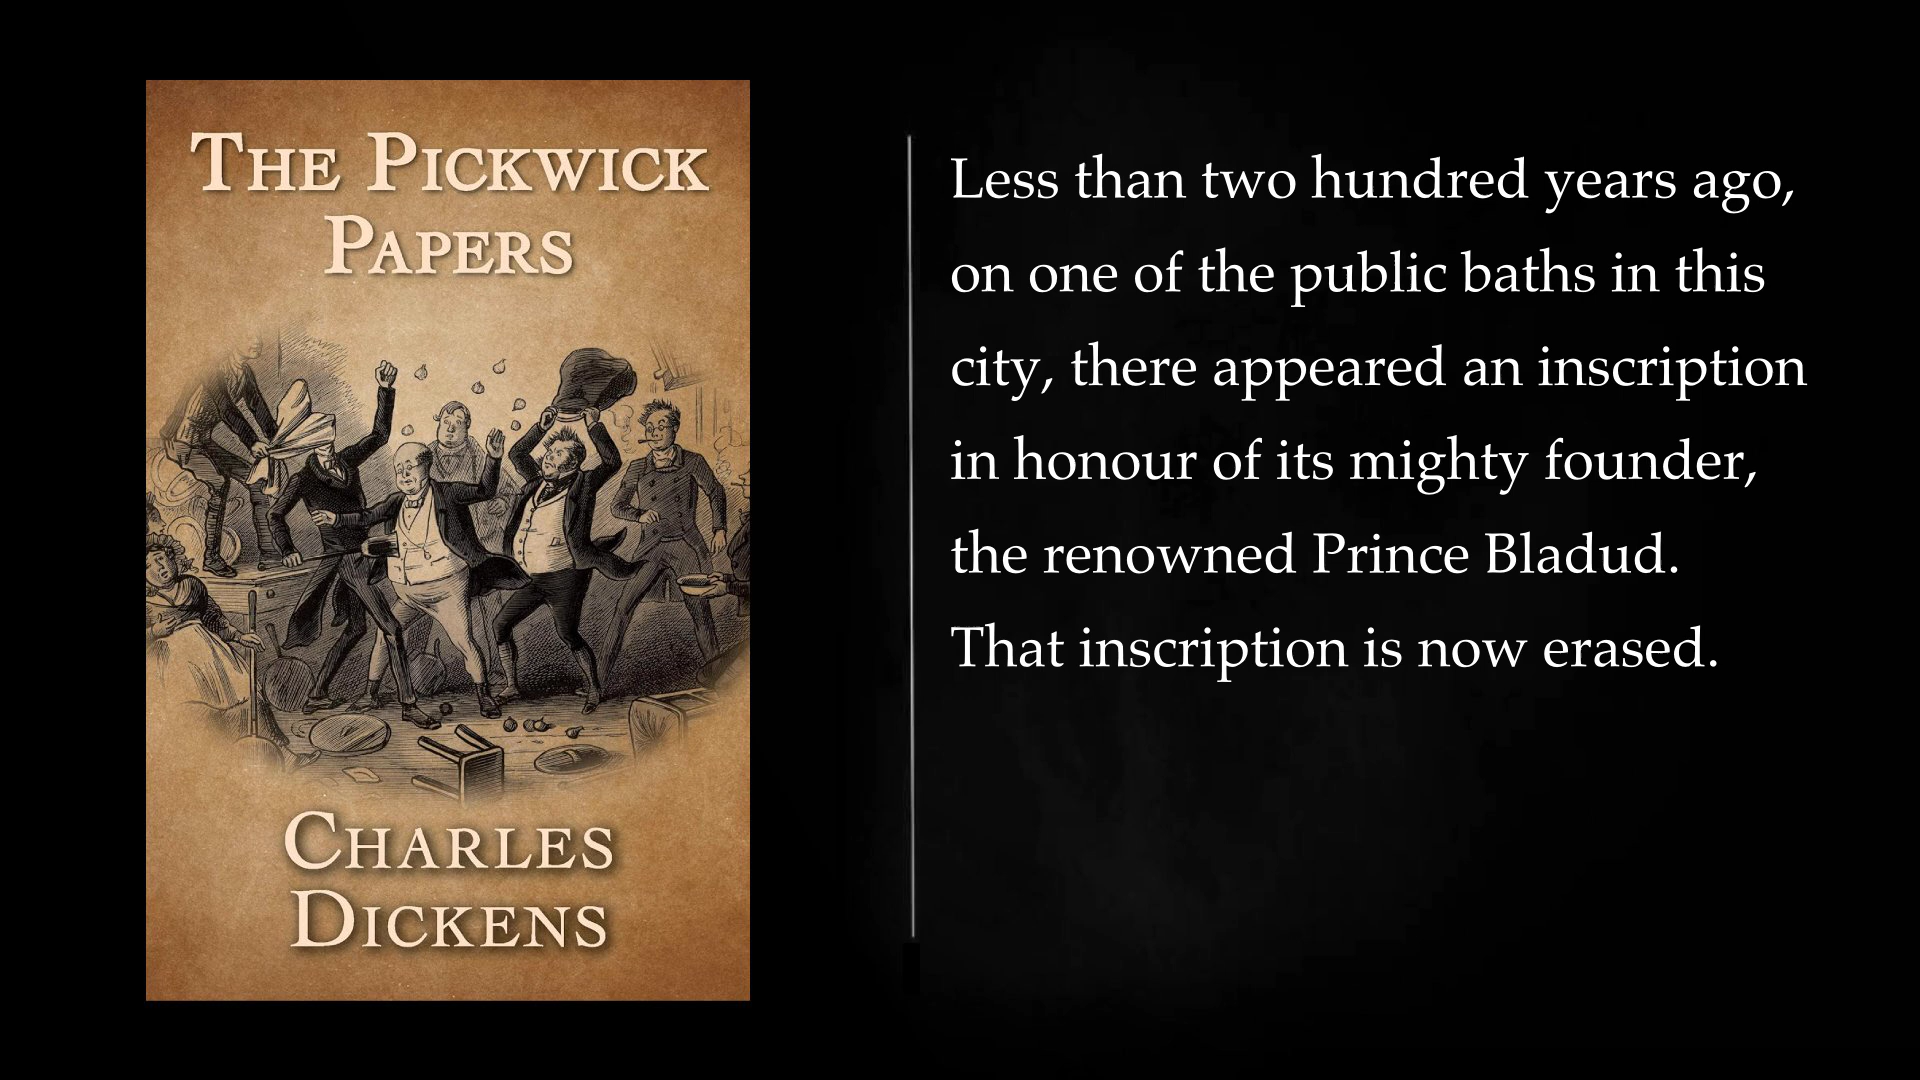 The Pickwick
Papers
Charles
Dickens
Less than two hundred years ago,
on one of the public baths in this
city, there appeared an inscription
in honour of its mighty founder,
the renowned Prince Bladud.
That inscription is now erased.